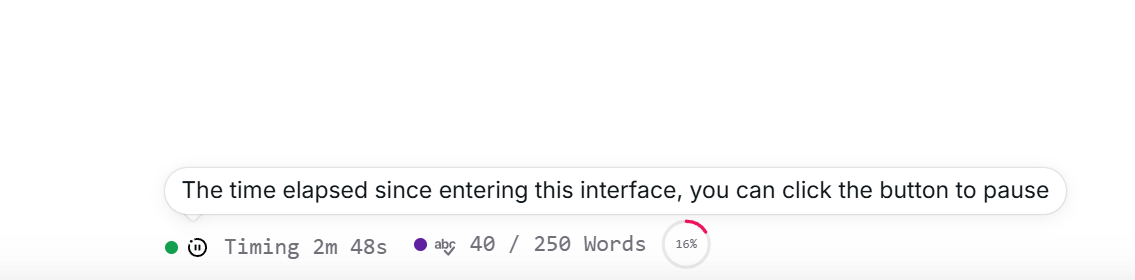 The time elapsed since entering this interface, you can click the button to pause
Timing 2m 48s abc 40 / 250 Words 16%